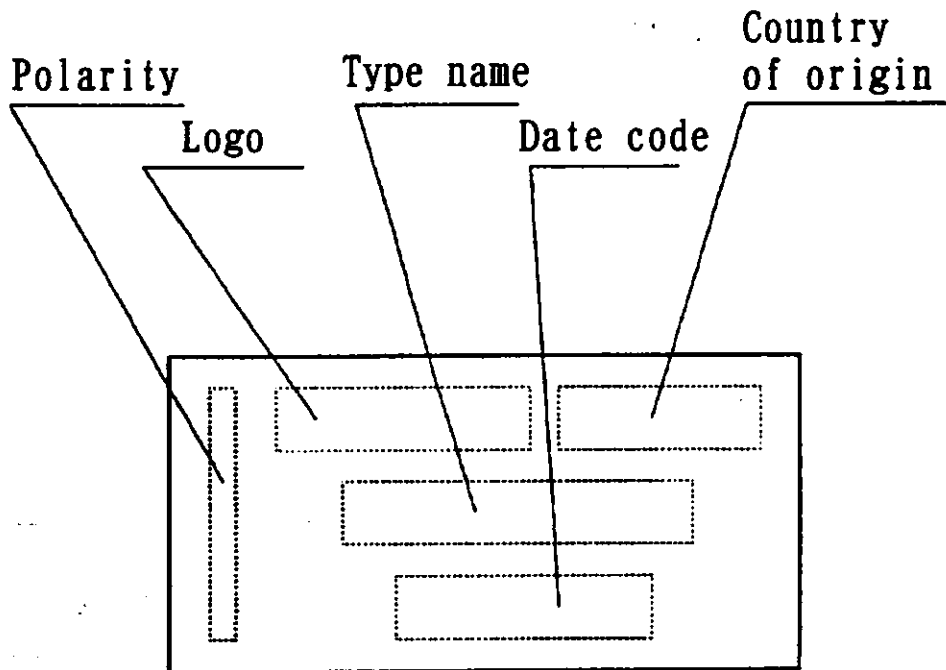 Polarity
Logo
Type name
Date code
Country
of origin